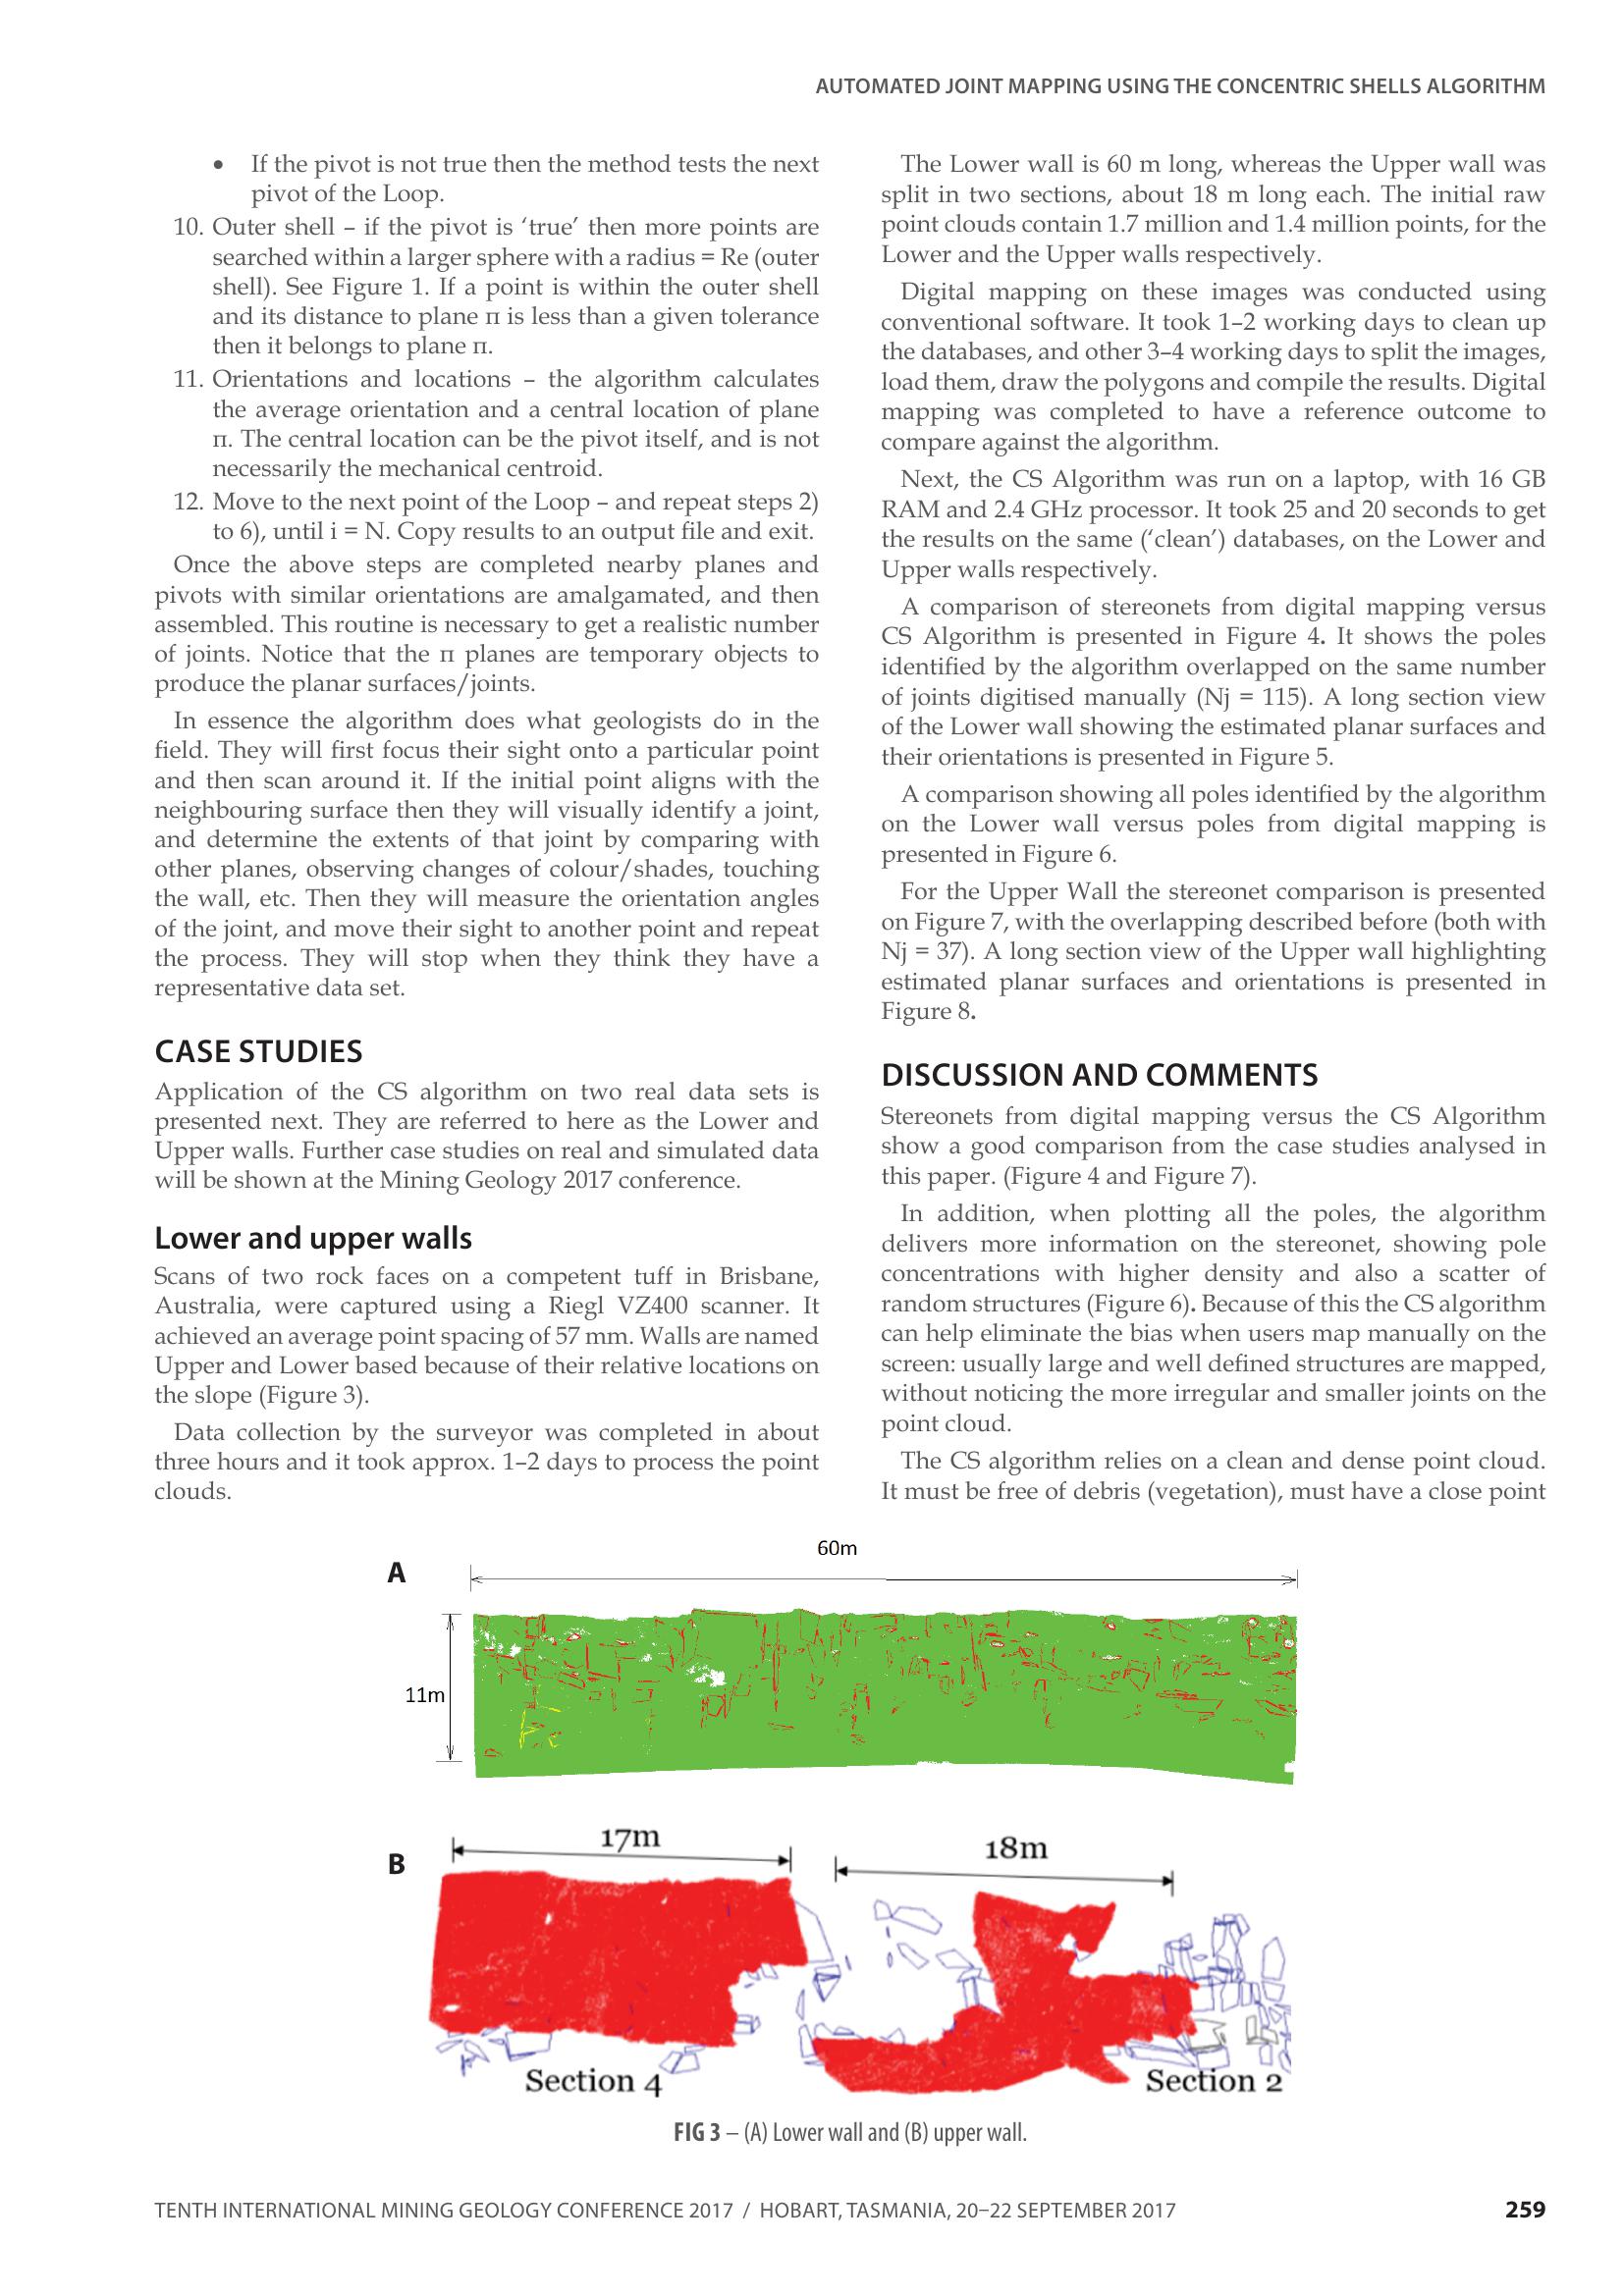 AUTOMATED JOINT MAPPING USING THE CONCENTRIC SHELLS ALGORITHM
• If the pivot is not true then the method tests the next
pivot of the Loop.
10. Outer shell – if the pivot is ‘true’ then more points are
searched within a larger sphere with a radius = Re (outer
shell). See Figure 1. If a point is within the outer shell
and its distance to plane π is less than a given tolerance
then it belongs to plane π.
11. Orientations and locations – the algorithm calculates
the average orientation and a central location of plane
π. The central location can be the pivot itself, and is not
necessarily the mechanical centroid.
12. Move to the next point of the Loop – and repeat steps 2)
to 6), until i = N. Copy results to an output file and exit.
Once the above steps are completed nearby planes and
pivots with similar orientations are amalgamated, and then
assembled. This routine is necessary to get a realistic number
of joints. Notice that the π planes are temporary objects to
produce the planar surfaces/joints.
In essence the algorithm does what geologists do in the
field. They will first focus their sight onto a particular point
and then scan around it. If the initial point aligns with the
neighbouring surface then they will visually identify a joint,
and determine the extents of that joint by comparing with
other planes, observing changes of colour/shades, touching
the wall, etc. Then they will measure the orientation angles
of the joint, and move their sight to another point and repeat
the process. They will stop when they think they have a
representative data set.
CASE STUDIES
Application of the CS algorithm on two real data sets is
presented next. They are referred to here as the Lower and
Upper walls. Further case studies on real and simulated data
will be shown at the Mining Geology 2017 conference.
Lower and upper walls
Scans of two rock faces on a competent tuff in Brisbane,
Australia, were captured using a Riegl VZ400 scanner. It
achieved an average point spacing of 57 mm. Walls are named
Upper and Lower based because of their relative locations on
the slope (Figure 3).
Data collection by the surveyor was completed in about
three hours and it took approx. 1–2 days to process the point
clouds.
The Lower wall is 60 m long, whereas the Upper wall was
split in two sections, about 18 m long each. The initial raw
point clouds contain 1.7 million and 1.4 million points, for the
Lower and the Upper walls respectively.
Digital mapping on these images was conducted using
conventional software. It took 1–2 working days to clean up
the databases, and other 3–4 working days to split the images,
load them, draw the polygons and compile the results. Digital
mapping was completed to have a reference outcome to
compare against the algorithm.
Next, the CS Algorithm was run on a laptop, with 16 GB
RAM and 2.4 GHz processor. It took 25 and 20 seconds to get
the results on the same (‘clean’) databases, on the Lower and
Upper walls respectively.
A comparison of stereonets from digital mapping versus
CS Algorithm is presented in Figure 4. It shows the poles
identified by the algorithm overlapped on the same number
of joints digitised manually (Nj = 115). A long section view
of the Lower wall showing the estimated planar surfaces and
their orientations is presented in Figure 5.
A comparison showing all poles identified by the algorithm
on the Lower wall versus poles from digital mapping is
presented in Figure 6.
For the Upper Wall the stereonet comparison is presented
on Figure 7, with the overlapping described before (both with
Nj = 37). A long section view of the Upper wall highlighting
estimated planar surfaces and orientations is presented in
Figure 8.
DISCUSSION AND COMMENTS
Stereonets from digital mapping versus the CS Algorithm
show a good comparison from the case studies analysed in
this paper. (Figure 4 and Figure 7).
In addition, when plotting all the poles, the algorithm
delivers more information on the stereonet, showing pole
concentrations with higher density and also a scatter of
random structures (Figure 6). Because of this the CS algorithm
can help eliminate the bias when users map manually on the
screen: usually large and well defined structures are mapped,
without noticing the more irregular and smaller joints on the
point cloud.
The CS algorithm relies on a clean and dense point cloud.
It must be free of debris (vegetation), must have a close point
60m
A
11m
17m
18m
B
Section 4
Section 2
FIG 3 – (A) Lower wall and (B) upper wall.
TENTH INTERNATIONAL MINING GEOLOGY CONFERENCE 2017 / HOBART, TASMANIA, 20–22 SEPTEMBER 2017
259